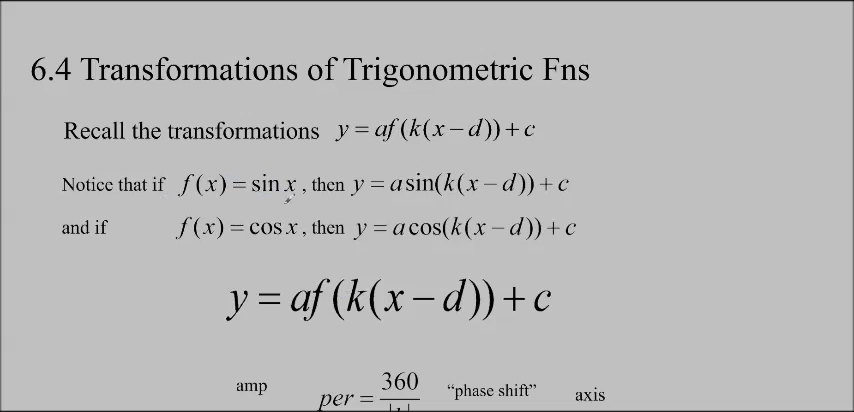 6.4 Transformations of Trigonometric Fns
Recall the transformations y = af(k(x − d)) + c
Notice that if f(x) = sin x , then y = a sin(k(x − d)) + c
and if f(x) = cos x , then y = a cos(k(x − d)) + c
y = af(k(x − d)) + c
amp per = 360 “phase shift” axis